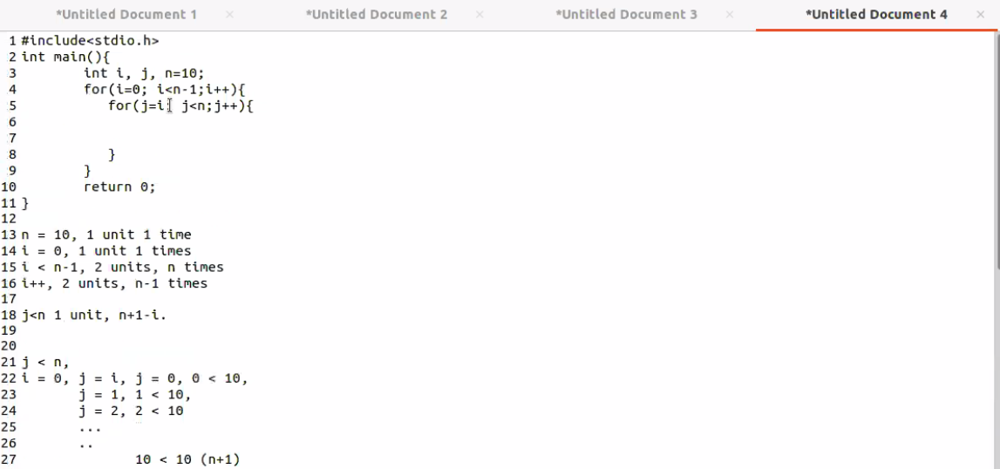 *Untitled Document 1 × *Untitled Document 2 × *Untitled Document 3 × *Untitled Document 4 ×
1 #include<stdio.h>
2 int main(){
3 int i, j, n=10;
4 for(i=0; i<n-1;i++){
5 for(j=i; j<n;j++){
6
7
8 }
9 }
10 return 0;
11 }
12
13 n = 10, 1 unit 1 time
14 i = 0, 1 unit 1 times
15 i < n-1, 2 units, n times
16 i++, 2 units, n-1 times
17
18 j<n 1 unit, n+1-i.
19
20
21 j < n,
22 i = 0, j = i, j = 0, 0 < 10,
23 j = 1, 1 < 10,
24 j = 2, 2 < 10
25 ...
26 ..
27 10 < 10 (n+1)